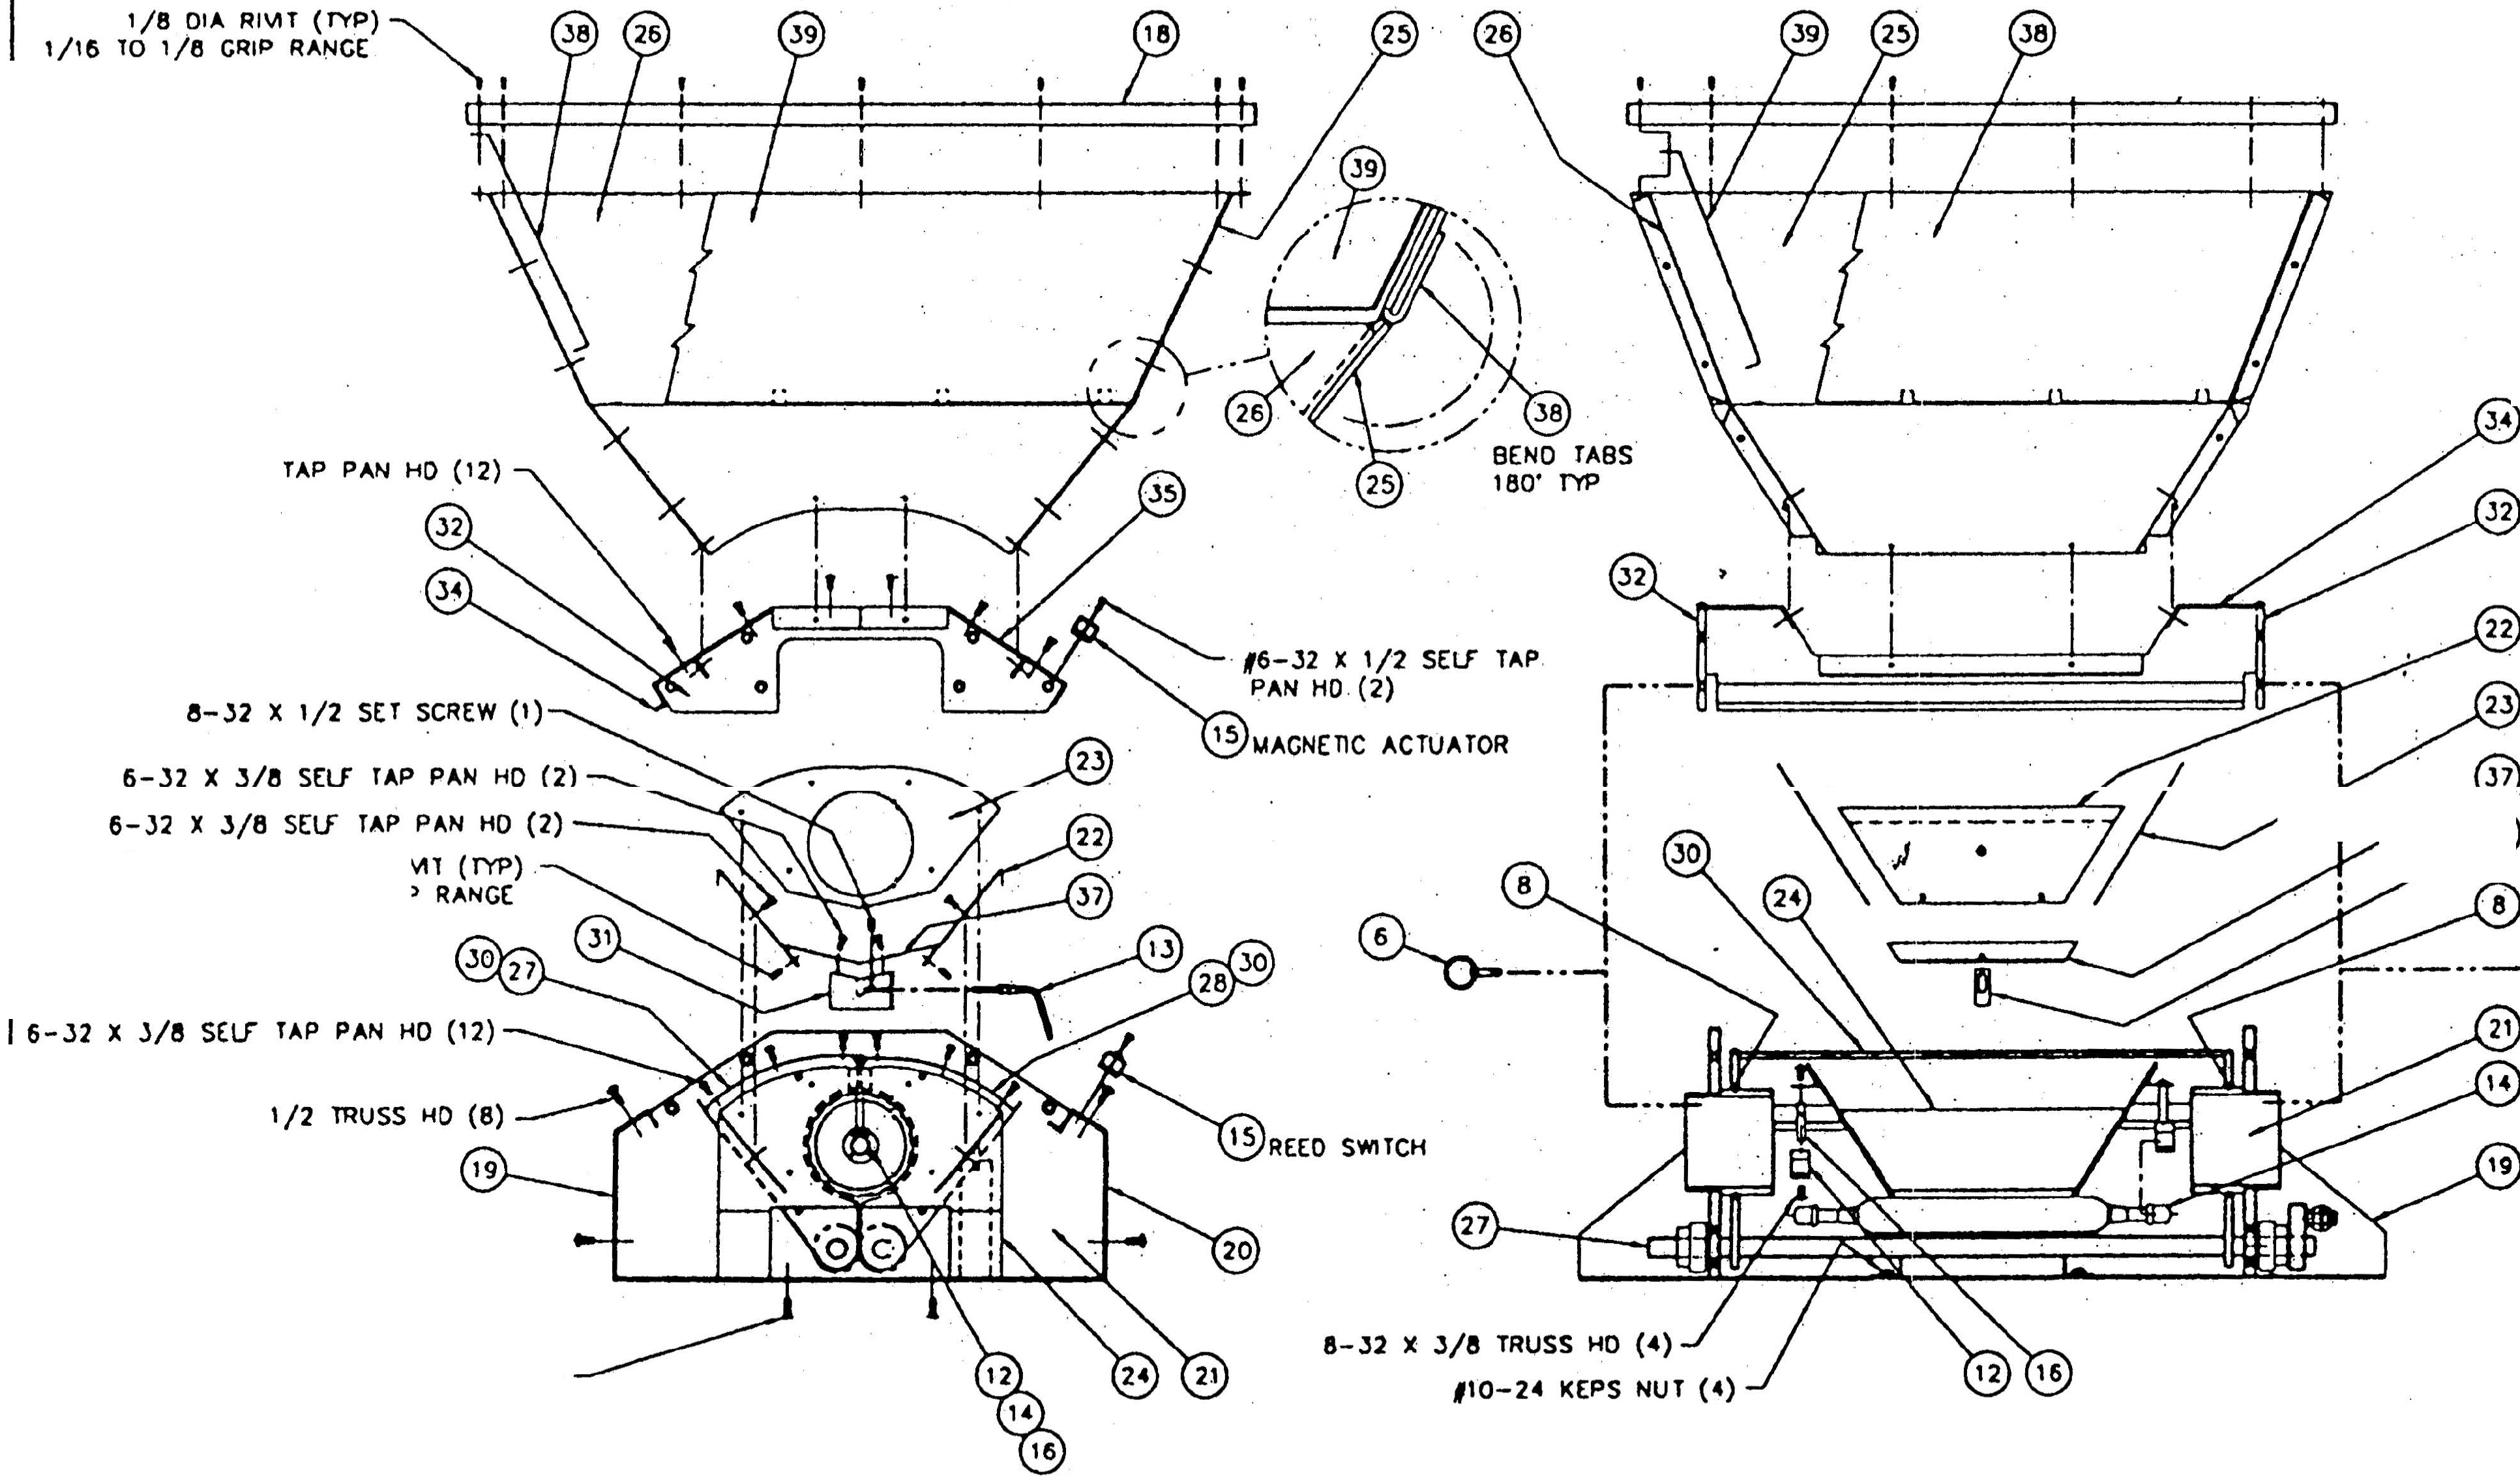 1/8 DIA RIVIT (TYP)
1/16 TO 1/8 GRIP RANGE
38
26
39
18
25
26
39
25
38
39
26
38
25
BEND TABS
180° TYP
34
32
TAP PAN HD (12)
32
34
35
32
22
#6-32 X 1/2 SELF TAP
PAN HD. (2)
15 MAGNETIC ACTUATOR
8-32 X 1/2 SET SCREW (1)
23
23
6-32 X 3/8 SELF TAP PAN HD (2)
37
6-32 X 3/8 SELF TAP PAN HD (2)
22
VIT (TYP)
RANGE
37
31
30
27
13
28
30
30
8
24
6
8
6-32 X 3/8 SELF TAP PAN HD (12)
21
14
1/2 TRUSS HD (8)
15 REED SWITCH
19
19
20
27
8-32 X 3/8 TRUSS HD (4)
#10-24 KEPS NUT (4)
12
14
16
24
21
12
16